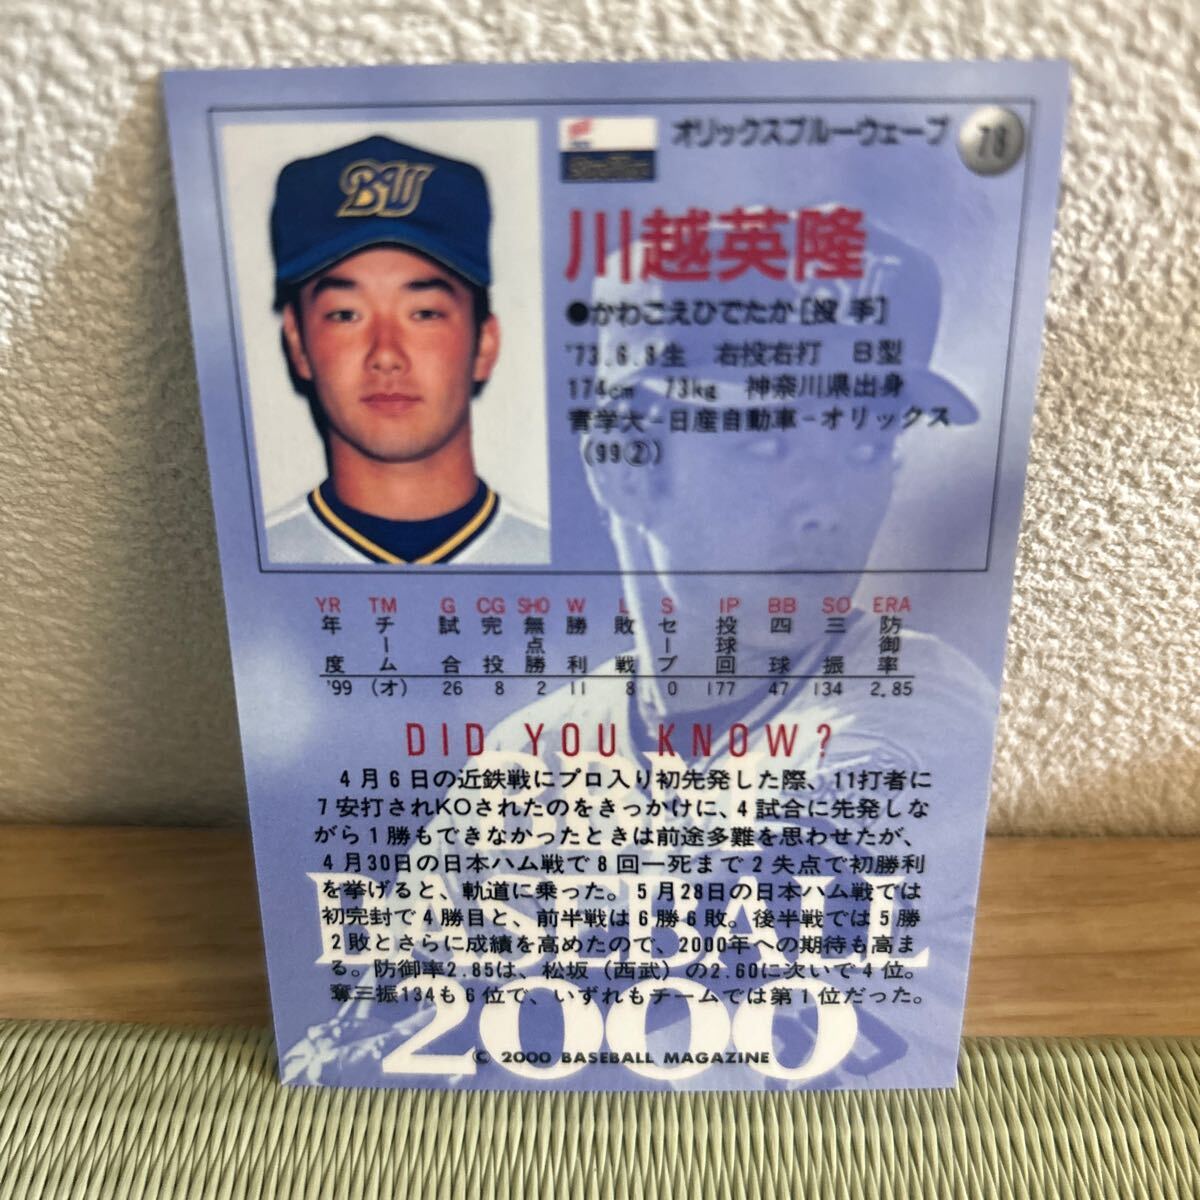 オリックスブルーウェーブ
78
BW
川越英隆
●かわこえひでたか[投 手]
'73.6.8生 右投右打 B型
174cm 73kg 神奈川県出身
青学大-日産自動車-オリックス
(99②)
YR TM G CG SHO W L S IP BB SO ERA
年度 チーム 試合 完投 無点勝 勝利 敗戦 セーブ 投球回 四球 三振 防御率
'99 (オ) 26 8 2 11 8 0 177 47 134 2.85
DID YOU KNOW?
4月6日の近鉄戦にプロ入り初先発した際、11打者に
7安打されKOされたのをきっかけに、4試合に先発しな
がら1勝もできなかったときは前途多難を思わせたが、
4月30日の日本ハム戦で8回一死まで2失点で初勝利
を挙げると、軌道に乗った。5月28日の日本ハム戦では
初完封で4勝目と、前半戦は6勝6敗。後半戦では5勝
2敗とさらに成績を高めたので、2000年への期待も高ま
る。防御率2.85は、松坂(西武)の2.60に次いで4位。
奪三振134も6位で、いずれもチームでは第1位だった。
BBM
BASEBALL
2000
© 2000 BASEBALL MAGAZINE